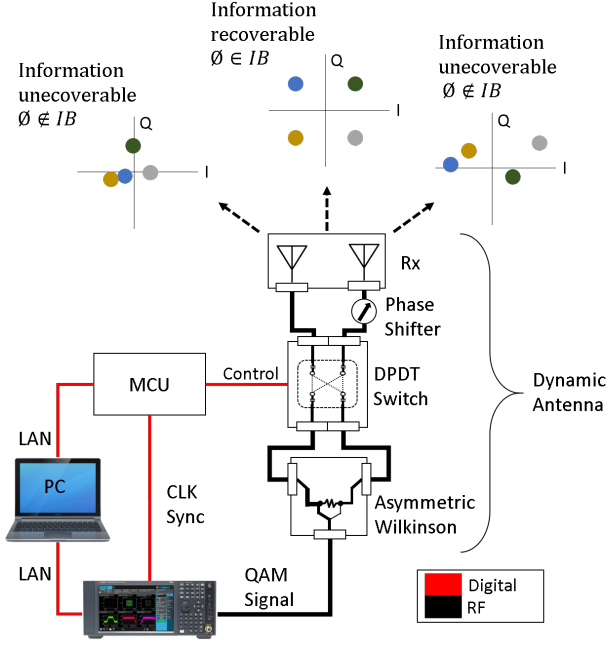 Information
recoverable
Ø ∈ IB
Information
unecoverable
Ø ∉ IB
Information
unecoverable
Ø ∉ IB
Q
I
Q
I
Q
I
Rx
Phase
Shifter
DPDT
Switch
Control
MCU
Dynamic
Antenna
LAN
PC
CLK
Sync
Asymmetric
Wilkinson
LAN
QAM
Signal
Digital
RF